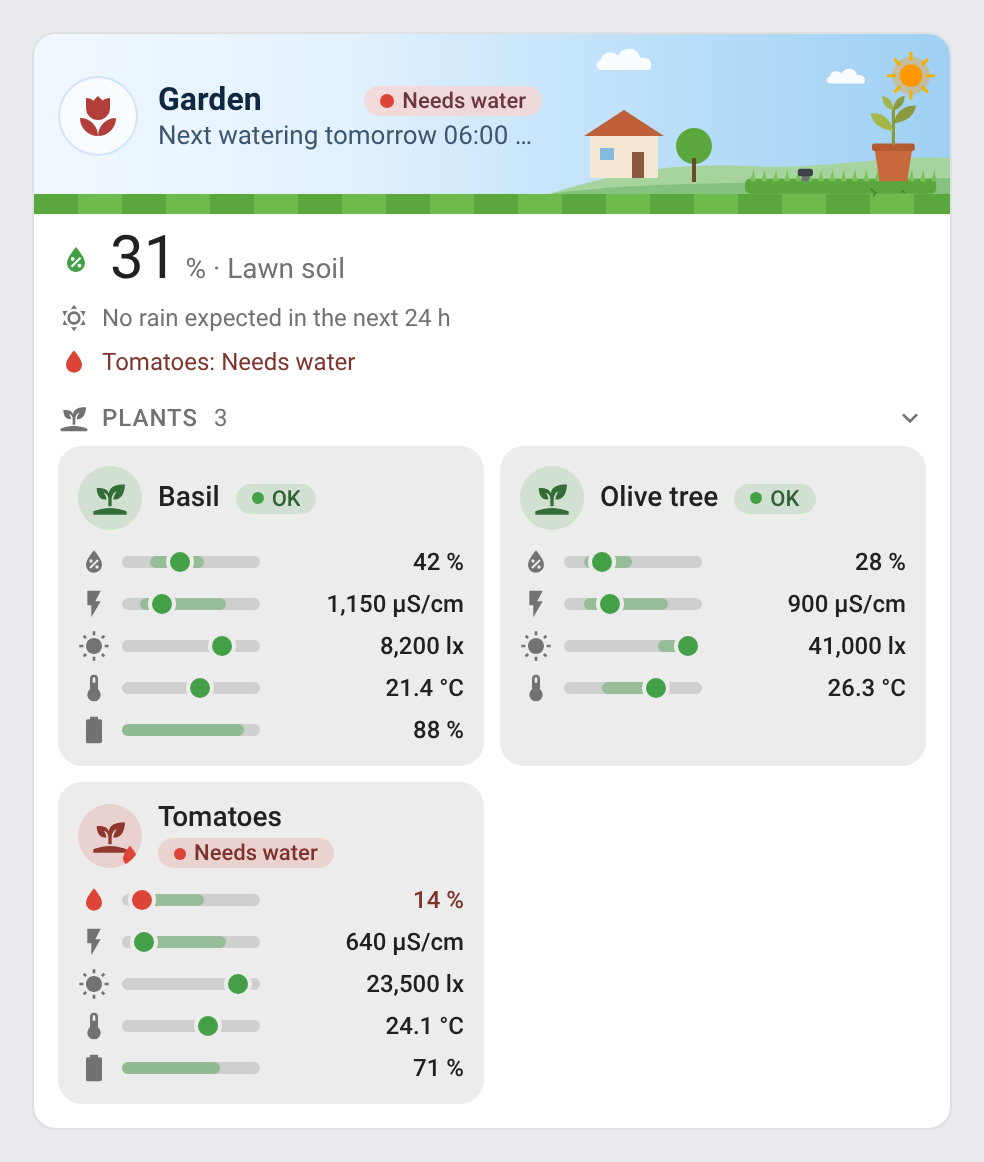 Garden
Needs water
Next watering tomorrow 06:00 ...
31 % · Lawn soil
No rain expected in the next 24 h
Tomatoes: Needs water
PLANTS 3
Basil
OK
42 %
1,150 µS/cm
8,200 lx
21.4 °C
88 %
Olive tree
OK
28 %
900 µS/cm
41,000 lx
26.3 °C
Tomatoes
Needs water
14 %
640 µS/cm
23,500 lx
24.1 °C
71 %